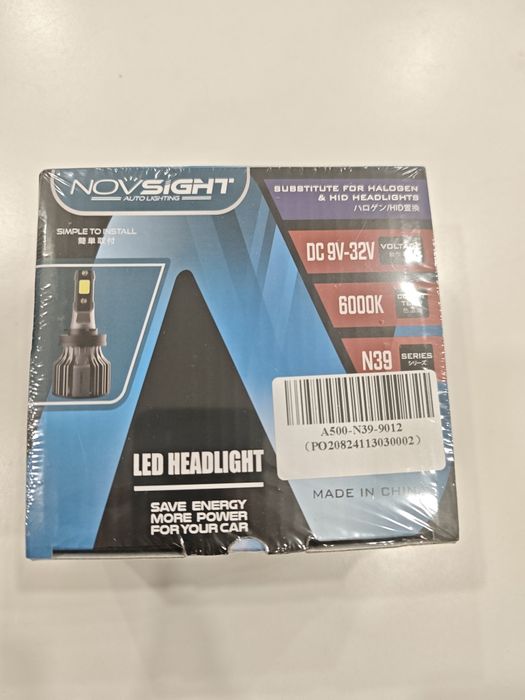 NOVSIGHT
AUTO LIGHTING
SUBSTITUTE FOR HALOGEN
& HID HEADLIGHTS
ハロゲン/HID置換
SIMPLE TO INSTALL
簡単取付
DC 9V-32V VOLTAGE
6000K
N39 SERIES
シリーズ
A500-N39-9012
(PO20824113030002)
LED HEADLIGHT
MADE IN CHINA
SAVE ENERGY
MORE POWER
FOR YOUR CAR